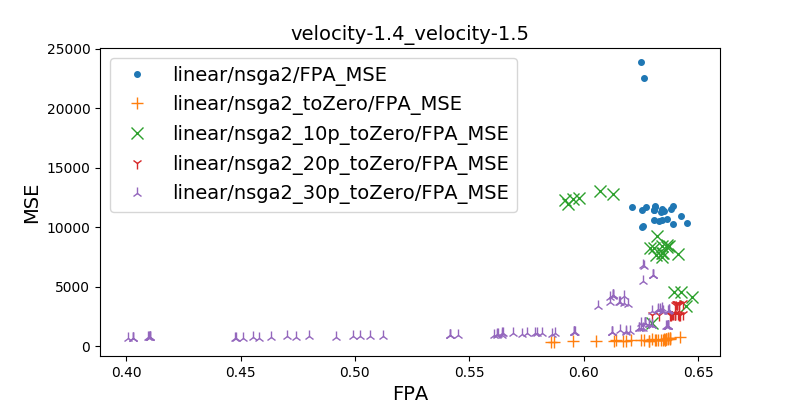 velocity-1.4_velocity-1.5
25000
20000
15000
10000
5000
0
MSE
linear/nsga2/FPA_MSE
linear/nsga2_toZero/FPA_MSE
linear/nsga2_10p_toZero/FPA_MSE
linear/nsga2_20p_toZero/FPA_MSE
linear/nsga2_30p_toZero/FPA_MSE
0.40 0.45 0.50 0.55 0.60 0.65
FPA